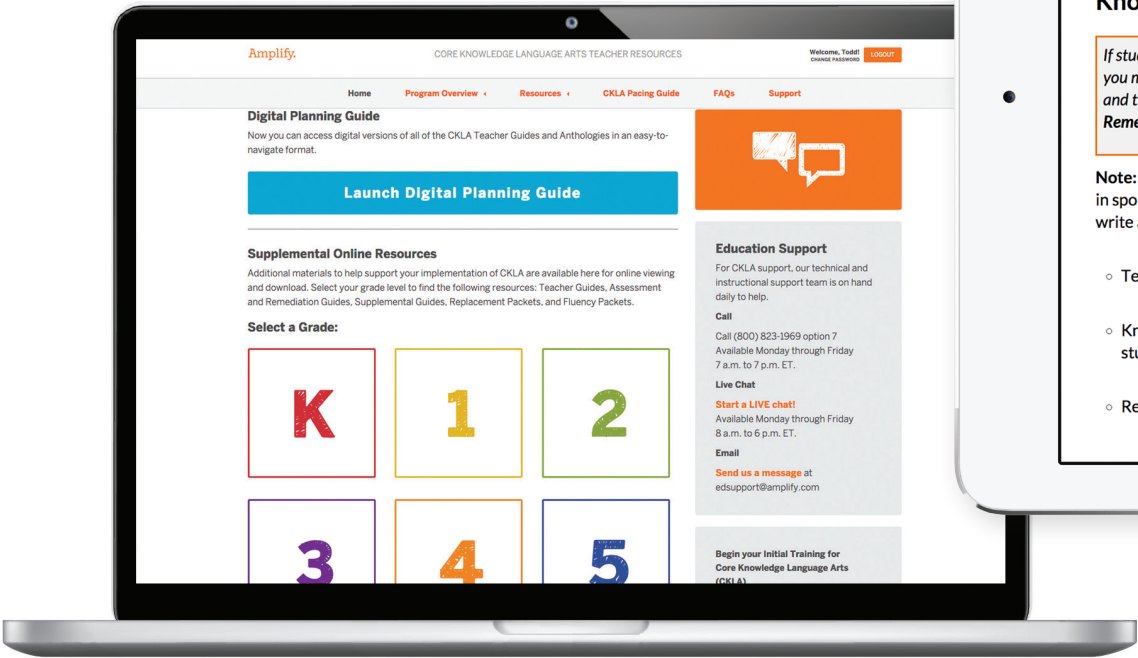 Amplify.
CORE KNOWLEDGE LANGUAGE ARTS TEACHER RESOURCES
Welcome, Todd!
CHANGE PASSWORD
LOGOUT
Home
Program Overview ‹
Resources ‹
CKLA Pacing Guide
FAQs
Support
Digital Planning Guide
Now you can access digital versions of all of the CKLA Teacher Guides and Anthologies in an easy-to-
navigate format.
Launch Digital Planning Guide
Supplemental Online Resources
Additional materials to help support your implementation of CKLA are available here for online viewing
and download. Select your grade level to find the following resources: Teacher Guides, Assessment
and Remediation Guides, Supplemental Guides, Replacement Packets, and Fluency Packets.
Select a Grade:
K
1
2
3
4
5
Education Support
For CKLA support, our technical and
instructional support team is on hand
daily to help.
Call
Call (800) 823-1969 option 7
Available Monday through Friday
7 a.m. to 7 p.m. ET.
Live Chat
Start a LIVE chat!
Available Monday through Friday
8 a.m. to 6 p.m. ET.
Email
Send us a message at
edsupport@amplify.com
Begin your Initial Training for
Core Knowledge Language Arts
(CKLA)
If
you
and
Note:
in
write